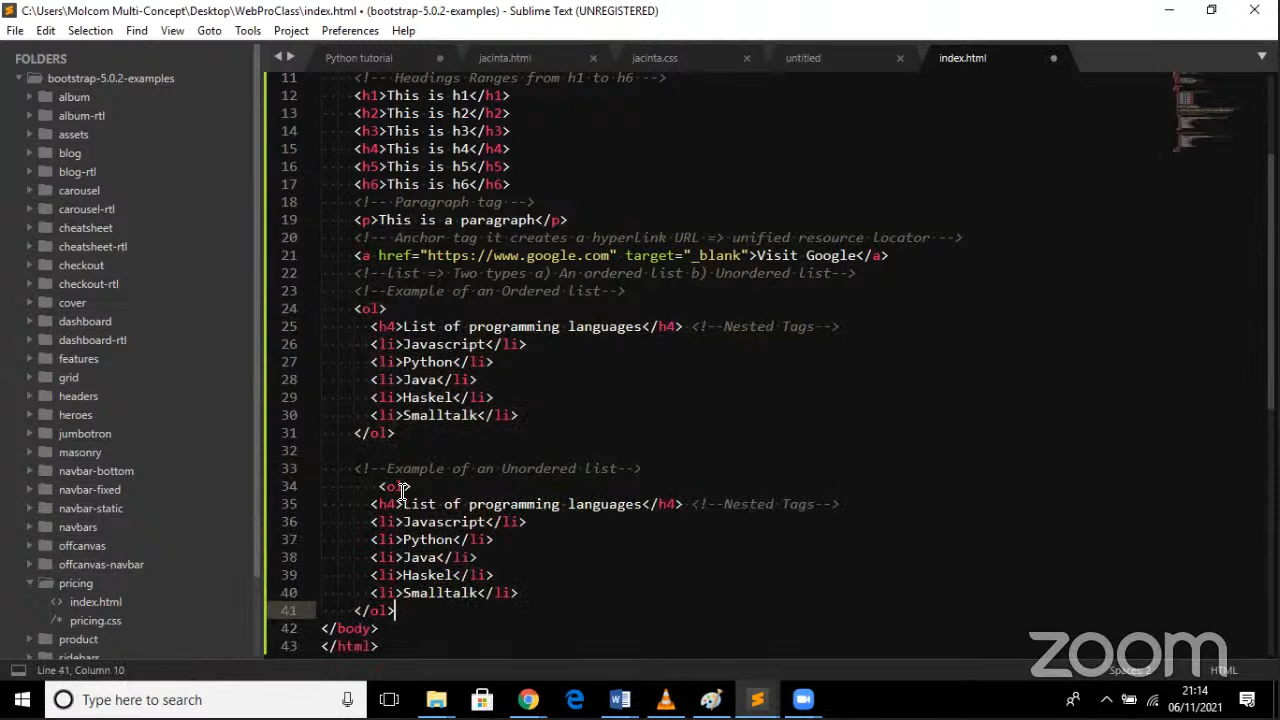 C:\Users\Molcom Multi-Concept\Desktop\WebProClass\index.html • (bootstrap-5.0.2-examples) - Sublime Text (UNREGISTERED)
File Edit Selection Find View Goto Tools Project Preferences Help
FOLDERS
bootstrap-5.0.2-examples
album
album-rtl
assets
blog
blog-rtl
carousel
carousel-rtl
cheatsheet
cheatsheet-rtl
checkout
checkout-rtl
cover
dashboard
dashboard-rtl
features
grid
headers
heroes
jumbotron
masonry
navbar-bottom
navbar-fixed
navbar-static
navbars
offcanvas
offcanvas-navbar
pricing
<> index.html
/* pricing.css
product
sidebars
Python tutorial jacinta.html jacinta.css untitled index.html
11 <!-- Headings Ranges from h1 to h6 -->
12 <h1>This is h1</h1>
13 <h2>This is h2</h2>
14 <h3>This is h3</h3>
15 <h4>This is h4</h4>
16 <h5>This is h5</h5>
17 <h6>This is h6</h6>
18 <!-- Paragraph tag -->
19 <p>This is a paragraph</p>
20 <!-- Anchor tag it creates a hyperlink URL => unified resource locator -->
21 <a href="https://www.google.com" target="_blank">Visit Google</a>
22 <!--list => Two types a) An ordered list b) Unordered list-->
23 <!--Example of an Ordered list-->
24 <ol>
25 <h4>List of programming languages</h4> <!--Nested Tags-->
26 <li>Javascript</li>
27 <li>Python</li>
28 <li>Java</li>
29 <li>Haskel</li>
30 <li>Smalltalk</li>
31 </ol>
32
33 <!--Example of an Unordered list-->
34 <ol>
35 <h4>List of programming languages</h4> <!--Nested Tags-->
36 <li>Javascript</li>
37 <li>Python</li>
38 <li>Java</li>
39 <li>Haskel</li>
40 <li>Smalltalk</li>
41 </ol>
42 </body>
43 </html>
zoom
Line 41, Column 10 Spaces: 2 HTML
Type here to search
21:14
06/11/2021